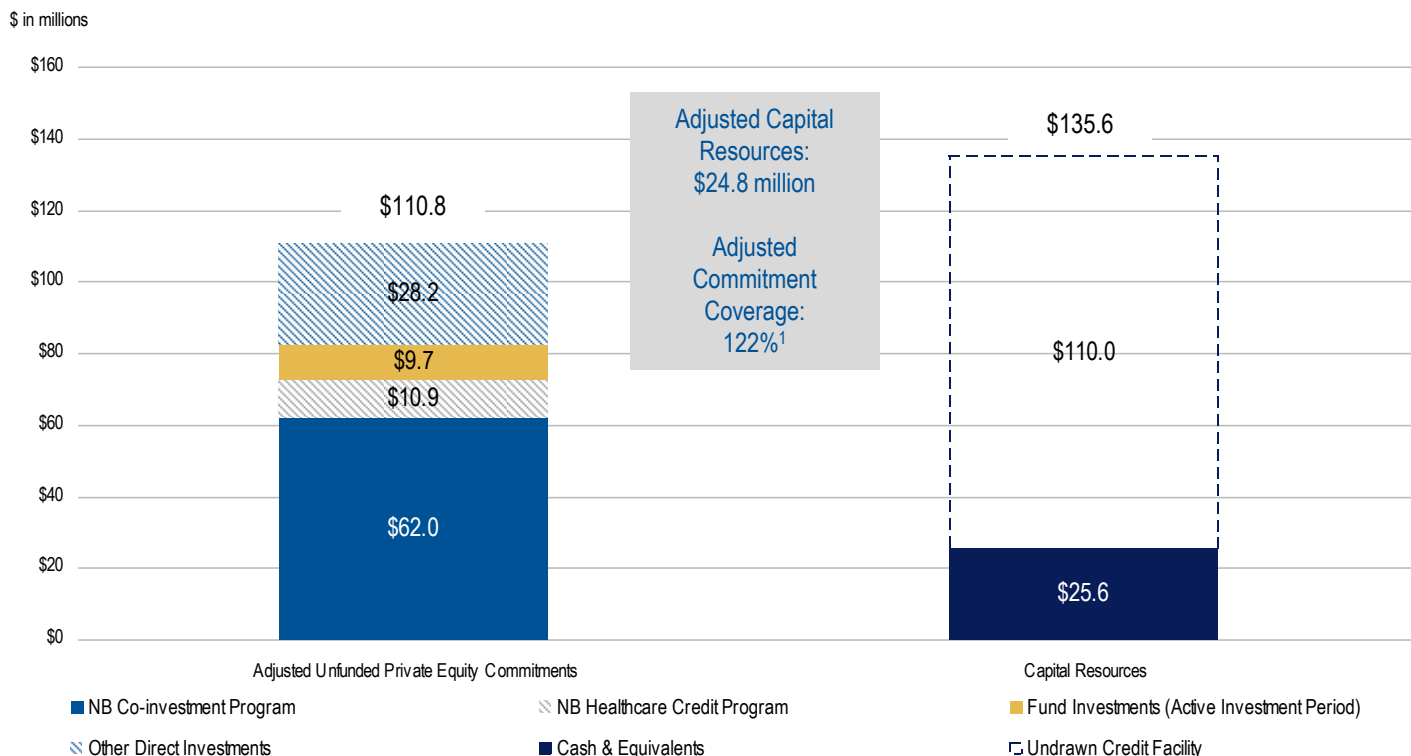 $ in millions
$160
$140
$120
$100
$80
$60
$40
$20
$0
$110.8
$28.2
$9.7
$10.9
$62.0
Adjusted Capital
Resources:
$24.8 million
Adjusted
Commitment
Coverage:
122%¹
$135.6
$110.0
$25.6
Adjusted Unfunded Private Equity Commitments
Capital Resources
NB Co-investment Program
NB Healthcare Credit Program
Fund Investments (Active Investment Period)
Other Direct Investments
Cash & Equivalents
Undrawn Credit Facility